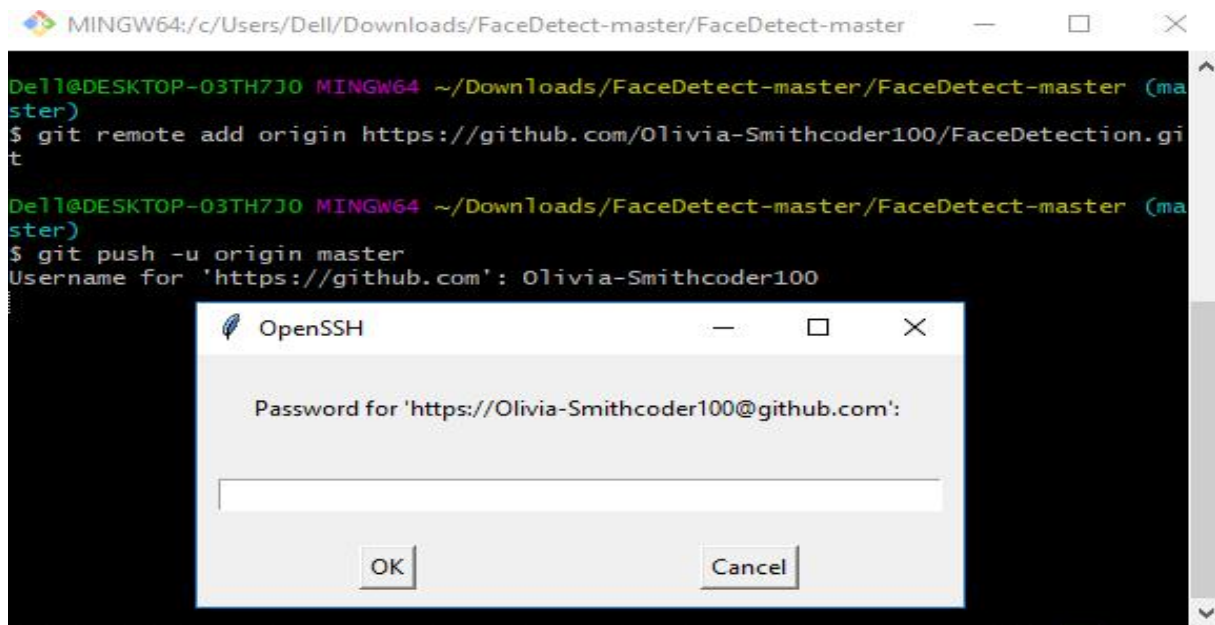 MINGW64:/c/Users/Dell/Downloads/FaceDetect-master/FaceDetect-master
Dell@DESKTOP-03TH7JO MINGW64 ~/Downloads/FaceDetect-master/FaceDetect-master (ma
ster)
$ git remote add origin https://github.com/Olivia-Smithcoder100/FaceDetection.gi
t
Dell@DESKTOP-03TH7JO MINGW64 ~/Downloads/FaceDetect-master/FaceDetect-master (ma
ster)
$ git push -u origin master
Username for 'https://github.com': Olivia-Smithcoder100
OpenSSH
Password for 'https://Olivia-Smithcoder100@github.com':
OK Cancel